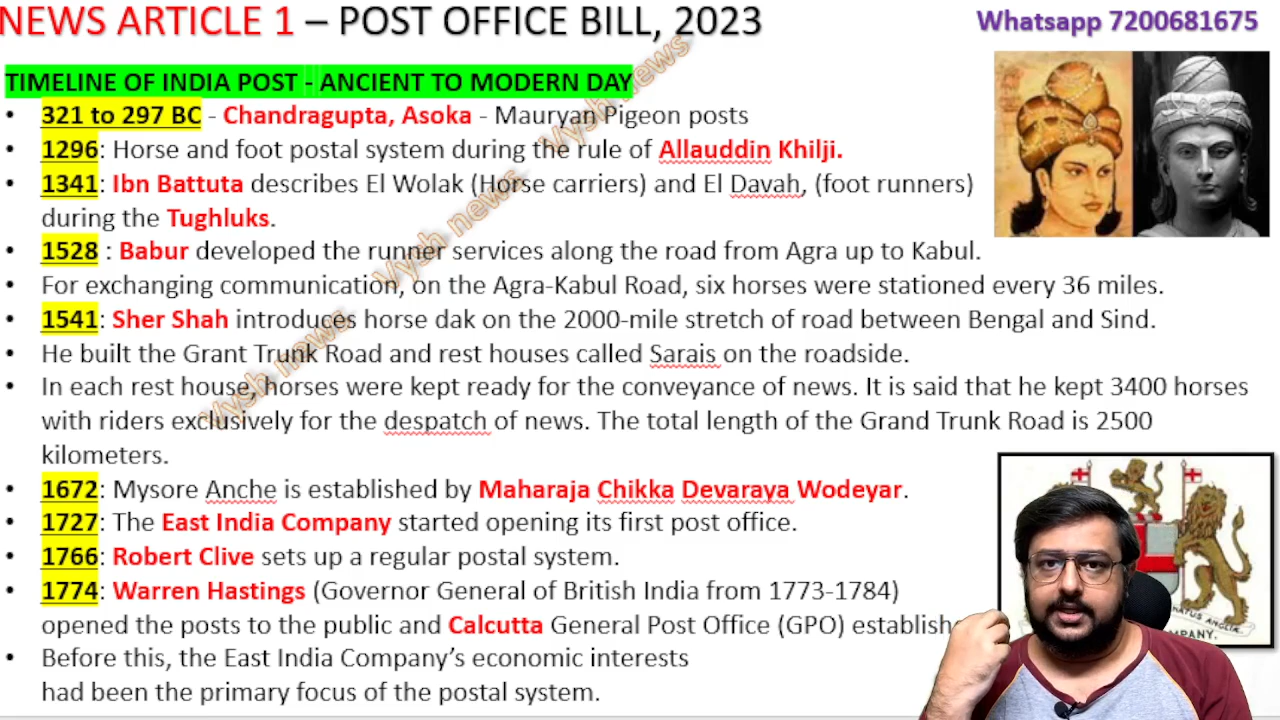 NEWS ARTICLE 1 – POST OFFICE BILL, 2023
Whatsapp 7200681675
TIMELINE OF INDIA POST - ANCIENT TO MODERN DAY
• 321 to 297 BC - Chandragupta, Asoka - Mauryan Pigeon posts
• 1296: Horse and foot postal system during the rule of Allauddin Khilji.
• 1341: Ibn Battuta describes El Wolak (Horse carriers) and El Davah, (foot runners)
during the Tughluks.
• 1528 : Babur developed the runner services along the road from Agra up to Kabul.
• For exchanging communication, on the Agra-Kabul Road, six horses were stationed every 36 miles.
• 1541: Sher Shah introduces horse dak on the 2000-mile stretch of road between Bengal and Sind.
• He built the Grant Trunk Road and rest houses called Sarais on the roadside.
• In each rest house, horses were kept ready for the conveyance of news. It is said that he kept 3400 horses
with riders exclusively for the despatch of news. The total length of the Grand Trunk Road is 2500
kilometers.
• 1672: Mysore Anche is established by Maharaja Chikka Devaraya Wodeyar.
• 1727: The East India Company started opening its first post office.
• 1766: Robert Clive sets up a regular postal system.
• 1774: Warren Hastings (Governor General of British India from 1773-1784)
opened the posts to the public and Calcutta General Post Office (GPO)
• Before this, the East India Company's economic interests
had been the primary focus of the postal system.
Vysh news
Vysh news
Vysh news
ANGLIA
MPANY.